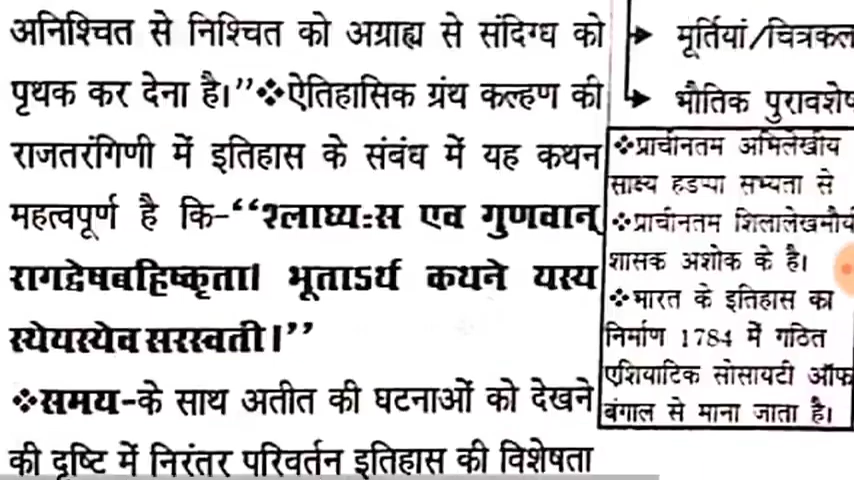 अनिश्चित से निश्चित को अग्राह्य से संदिग्ध को
पृथक कर देना है।”❖ऐतिहासिक ग्रंथ कल्हण की
राजतरंगिणी में इतिहास के संबंध में यह कथन
महत्वपूर्ण है कि-“श्लाघ्यःस एव गुणवान्
रागद्वेषबहिष्कृता। भूताऽर्थ कथने यस्य
स्थेयस्येव सरस्वती।”
❖समय-के साथ अतीत की घटनाओं को देखने
की दृष्टि में निरंतर परिवर्तन इतिहास की विशेषता
मूर्तियां/चित्रकल
भौतिक पुरावशेष
❖प्राचीनतम अभिलेखीय
साक्ष्य हडप्पा सभ्यता से
❖प्राचीनतम शिलालेखमौर्य
शासक अशोक के है।
❖भारत के इतिहास का
निर्माण 1784 में गठित
एशियाटिक सोसायटी ऑफ
बंगाल से माना जाता है।